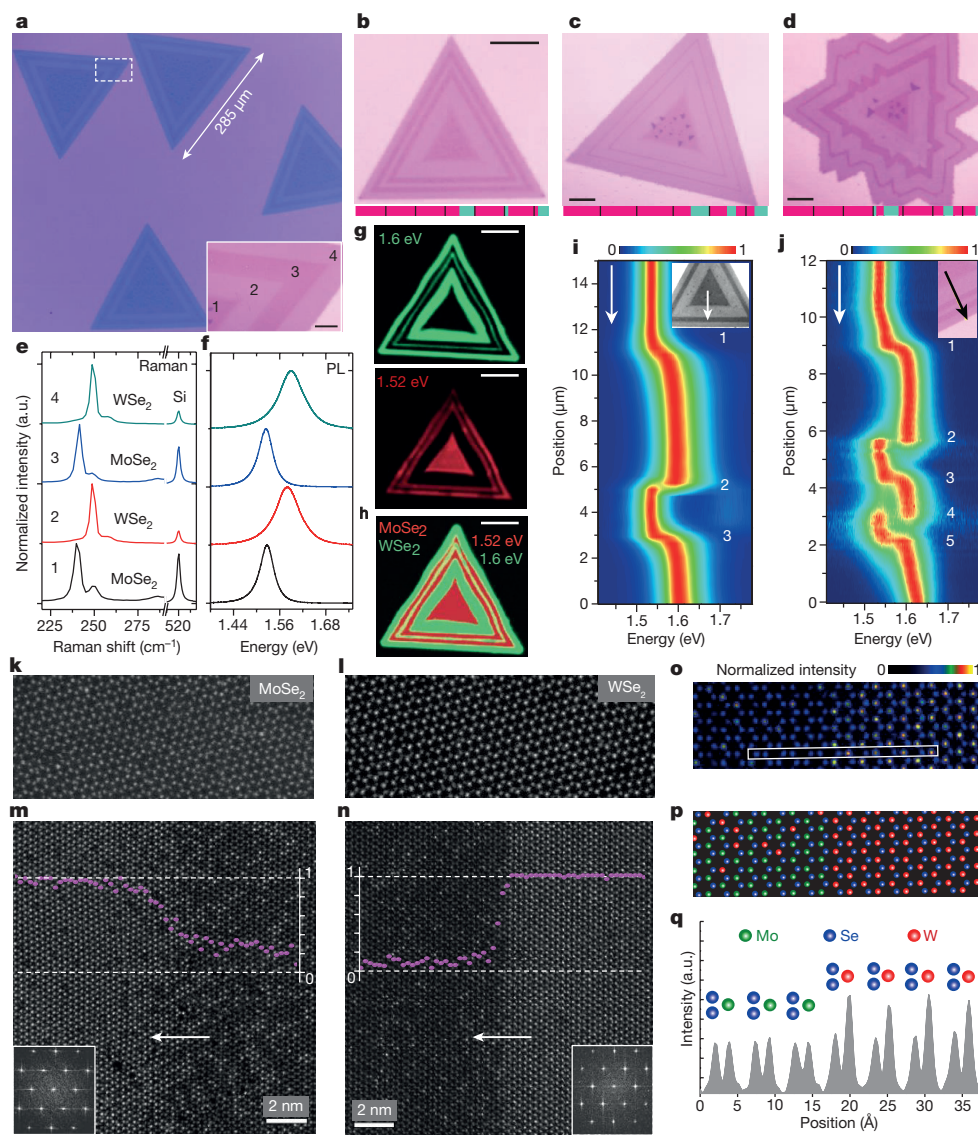 a
285 µm
1
2
3
4
b
c
d
e
Raman
4
WSe2
Si
3
MoSe2
2
WSe2
1
MoSe2
Normalized intensity (a.u.)
225
250
520
Raman shift (cm–1)
f
PL
1.44
1.56
1.68
Energy (eV)
g
1.6 eV
1.52 eV
h
MoSe2
WSe2
1.52 eV
1.6 eV
i
0
1
14
12
10
8
6
4
2
0
Position (µm)
1
2
3
1.5
1.6
1.7
Energy (eV)
j
0
1
12
10
8
6
4
2
0
Position (µm)
1
2
3
4
5
1.5
1.6
1.7
Energy (eV)
k
MoSe2
l
WSe2
m
1
0
2 nm
n
1
0
2 nm
o
Normalized intensity
0
1
p
q
Mo
Se
W
Intensity (a.u.)
0
5
10
15
20
25
30
35
Position (Å)